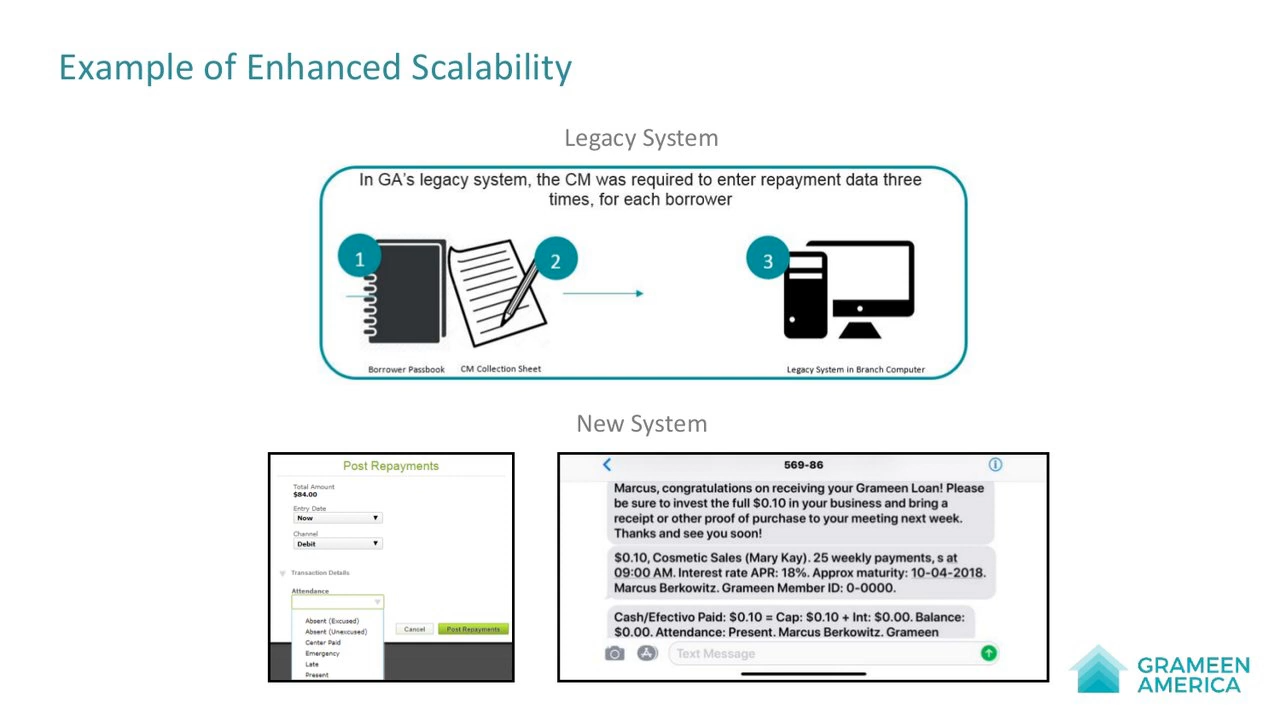 Example of Enhanced Scalability
Legacy System
In GA's legacy system, the CM was required to enter repayment data three
times, for each borrower
1
2
3
Borrower Passbook
CM Collection Sheet
Legacy System in Branch Computer
New System
Post Repayments
Total Amount
$84.00
Entry Date
Now
Channel
Debit
Transaction Details
Attendance
Absent (Excused)
Absent (Unexcused)
Center Paid
Emergency
Late
Present
Cancel
Post Repayments
569-86
Marcus, congratulations on receiving your Grameen Loan! Please
be sure to invest the full $0.10 in your business and bring a
receipt or other proof of purchase to your meeting next week.
Thanks and see you soon!
$0.10, Cosmetic Sales (Mary Kay). 25 weekly payments, s at
09:00 AM. Interest rate APR: 18%. Approx maturity: 10-04-2018.
Marcus Berkowitz. Grameen Member ID: 0-0000.
Cash/Efectivo Paid: $0.10 = Cap: $0.10 + Int: $0.00. Balance:
$0.00. Attendance: Present. Marcus Berkowitz. Grameen
Text Message
GRAMEEN
AMERICA